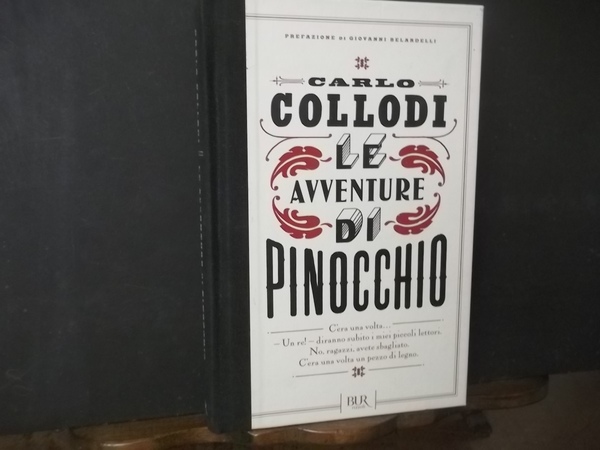 PREFAZIONE DI GIOVANNI BELARDELLI
CARLO
COLLODI
LE
AVVENTURE
DI
PINOCCHIO
C'era una volta...
– Un re! – diranno subito i miei piccoli lettori.
No, ragazzi, avete sbagliato.
C'era una volta un pezzo di legno.
BUR